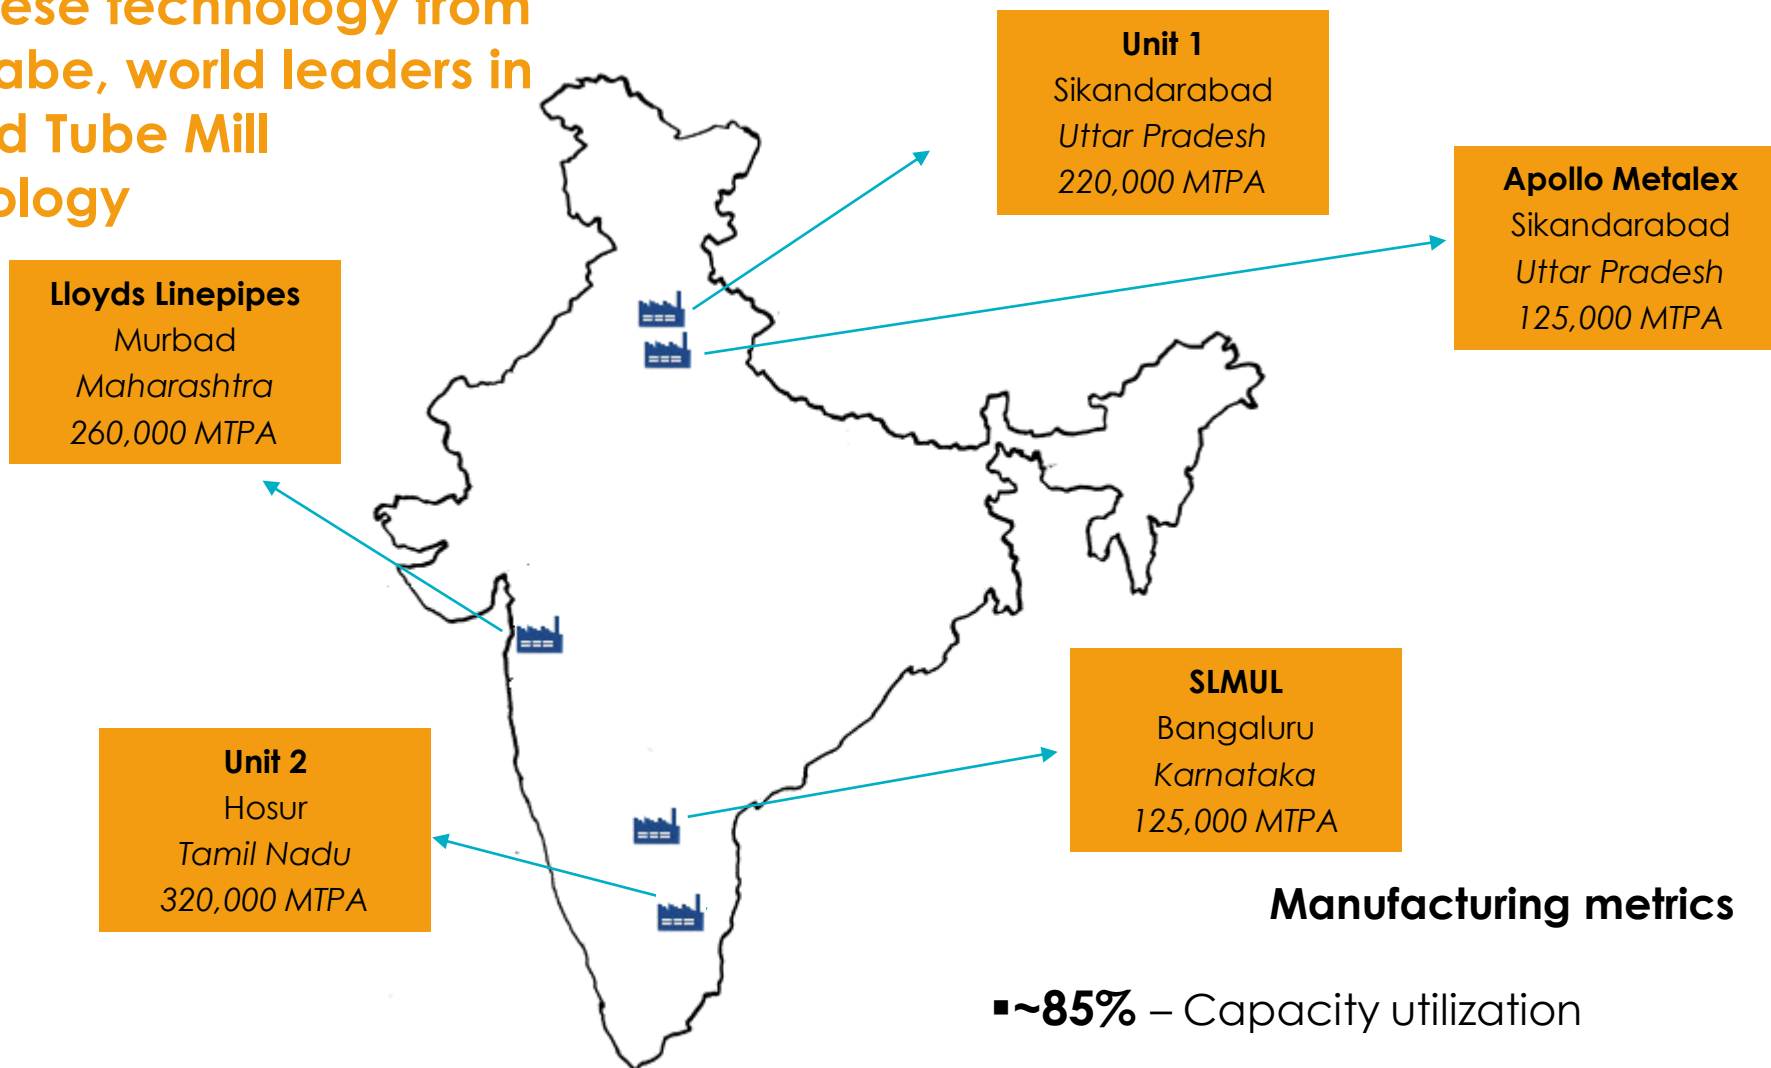 technology from
world leaders in
Tube Mill
Unit 1
Sikandarabad
Uttar Pradesh
220,000 MTPA
Apollo Metalex
Sikandarabad
Uttar Pradesh
125,000 MTPA
Lloyds Linepipes
Murbad
Maharashtra
260,000 MTPA
SLMUL
Bangaluru
Karnataka
125,000 MTPA
Unit 2
Hosur
Tamil Nadu
320,000 MTPA
Manufacturing metrics
▪~85% – Capacity utilization